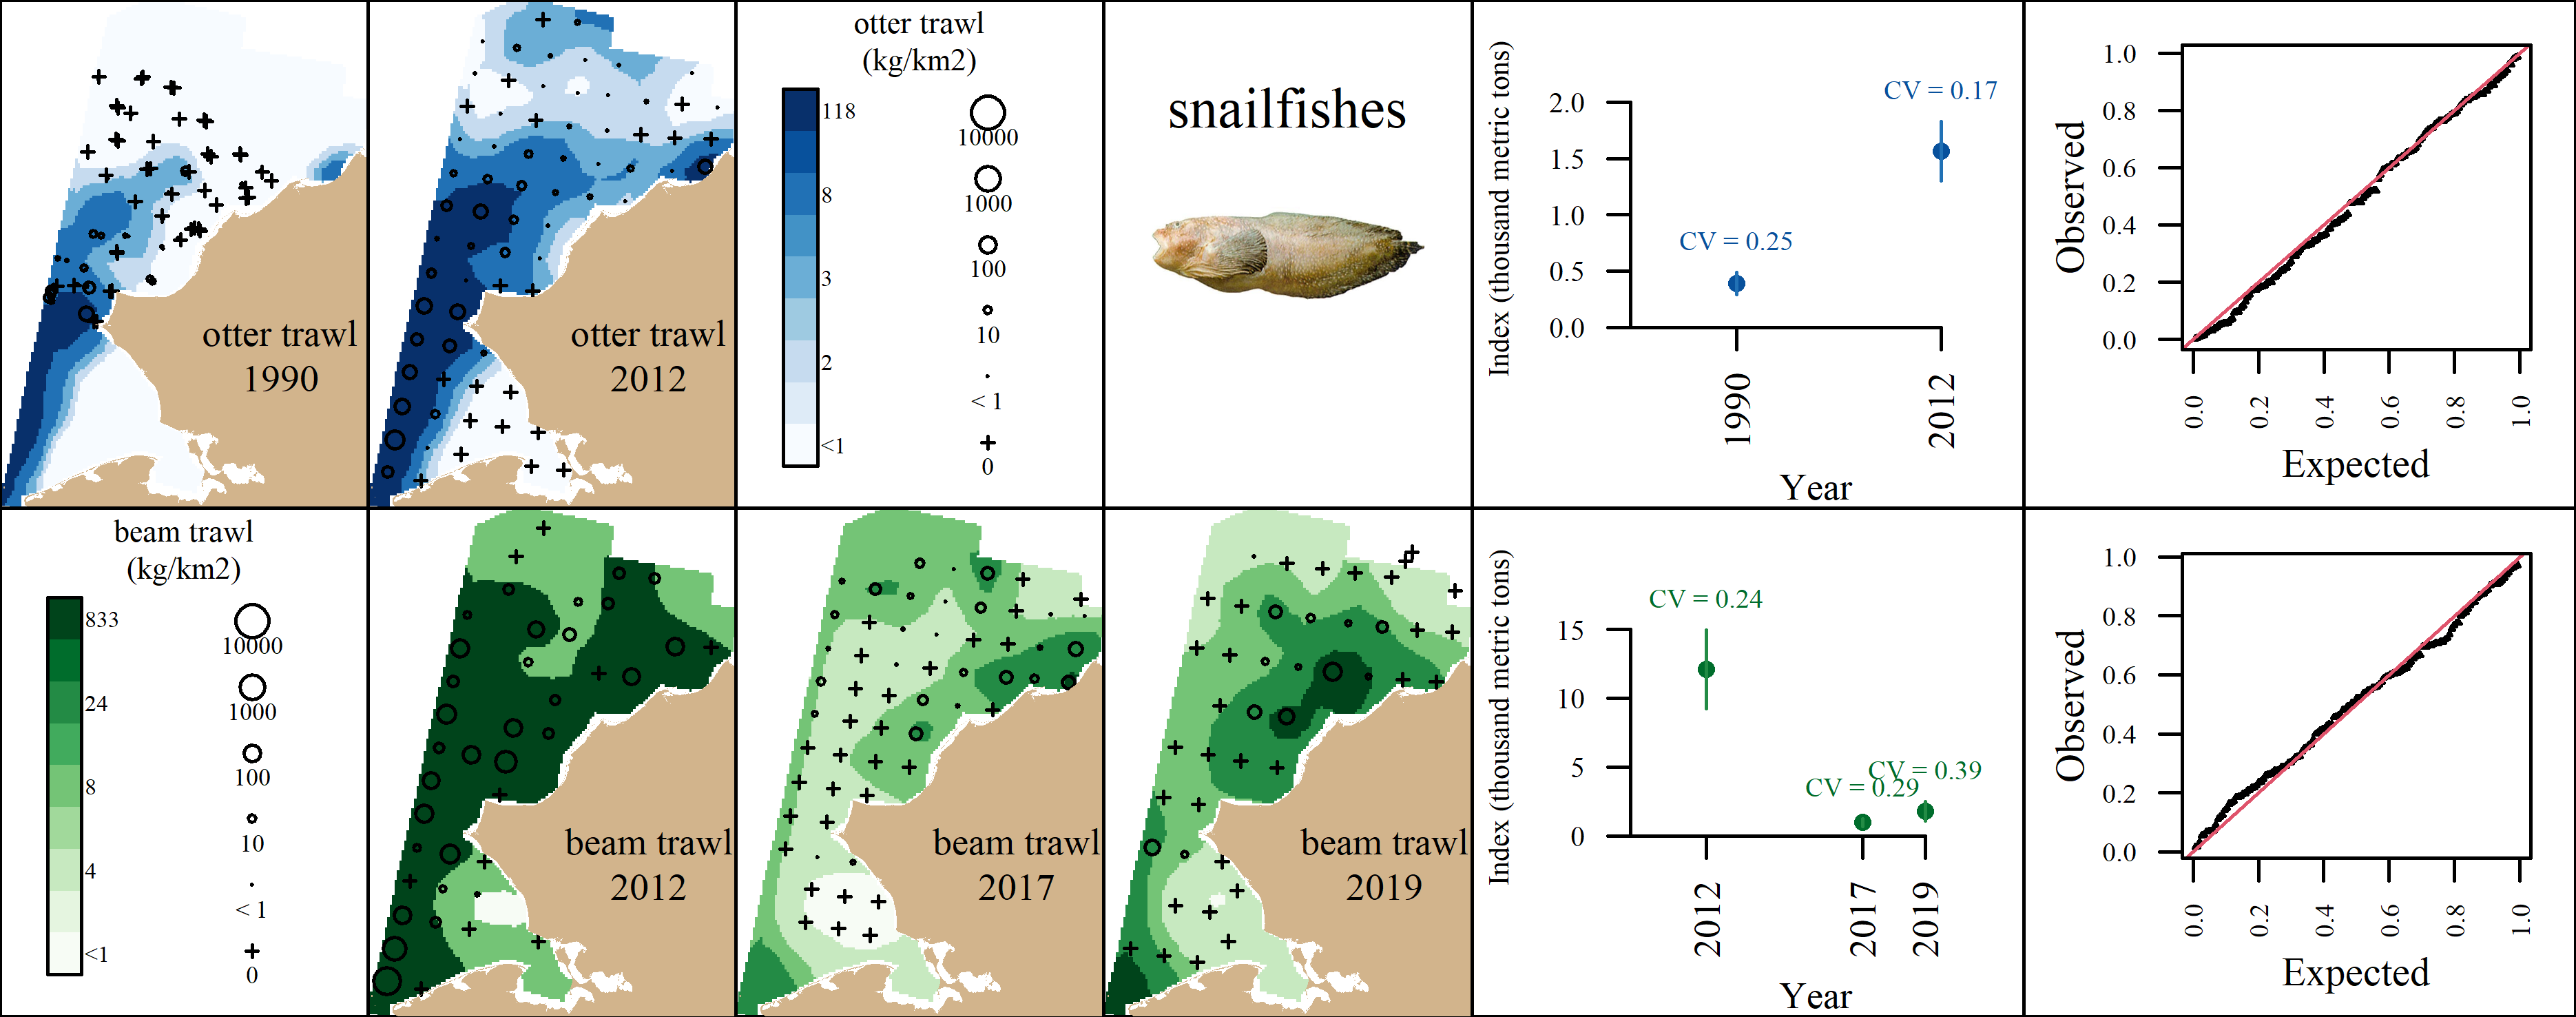 otter trawl
1990
otter trawl
2012
otter trawl
(kg/km2)
118
8
3
2
<1
10000
1000
100
10
< 1
0
snailfishes
Index (thousand metric tons)
2.0
1.5
1.0
0.5
0.0
CV = 0.25
CV = 0.17
1990
2012
Year
Observed
1.0
0.8
0.6
0.4
0.2
0.0
0.0
0.2
0.4
0.6
0.8
1.0
Expected
beam trawl
(kg/km2)
833
24
8
4
<1
10000
1000
100
10
< 1
0
beam trawl
2012
beam trawl
2017
beam trawl
2019
Index (thousand metric tons)
15
10
5
0
CV = 0.24
CV = 0.29
CV = 0.39
2012
2017
2019
Year
Observed
1.0
0.8
0.6
0.4
0.2
0.0
0.0
0.2
0.4
0.6
0.8
1.0
Expected